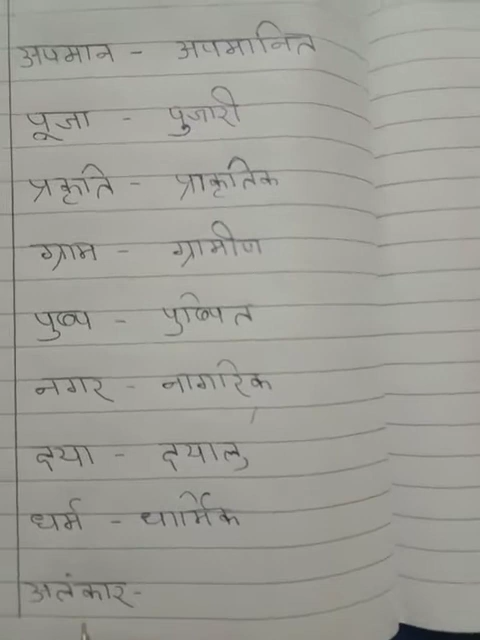 अपमान - अपमानित
पूजा - पुजारी
प्रकृति - प्राकृतिक
ग्राम - ग्रामीण
पुष्प - पुष्पित
नगर - नागरिक
दया - दयालु
धर्म - धार्मिक
अलंकार -